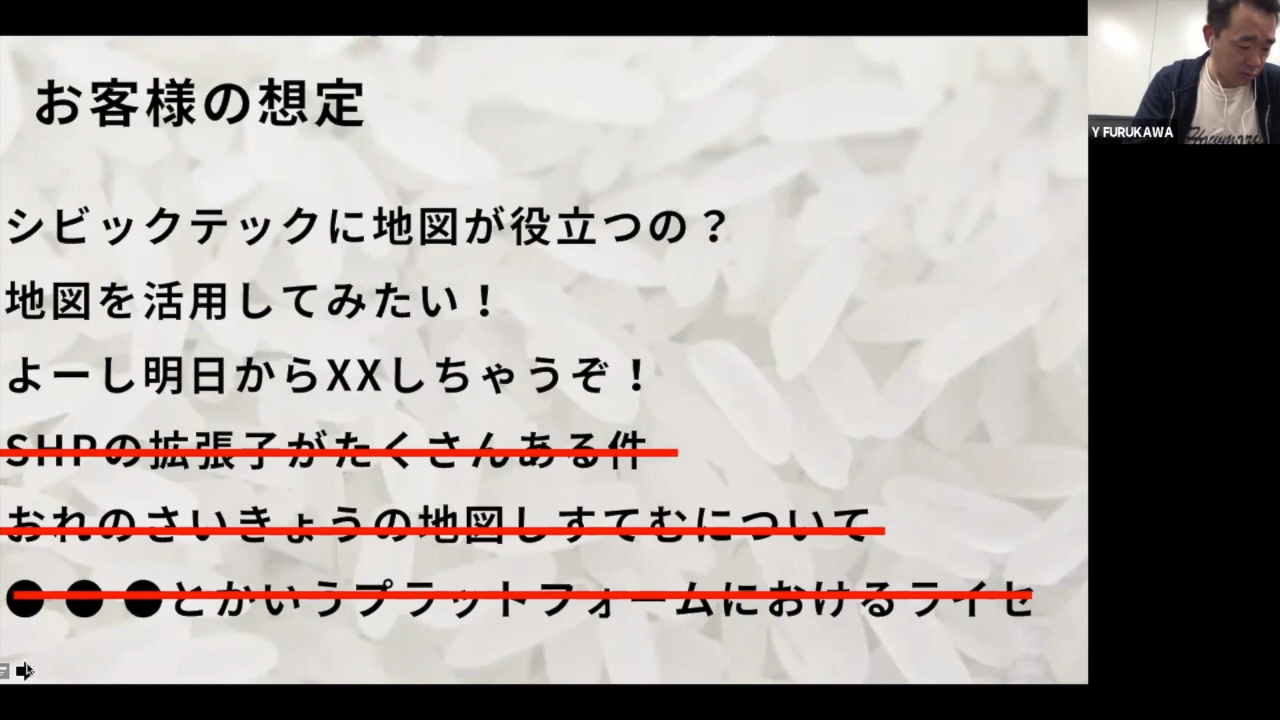 お客様の想定
シビックテックに地図が役立つの？
地図を活用してみたい！
よーし明日からXXしちゃうぞ！
SHPの拡張子がたくさんある件
おれのさいきょうの地図しすてむについて
●●●とかいうプラットフォームにおけるライセ
Y FURUKAWA